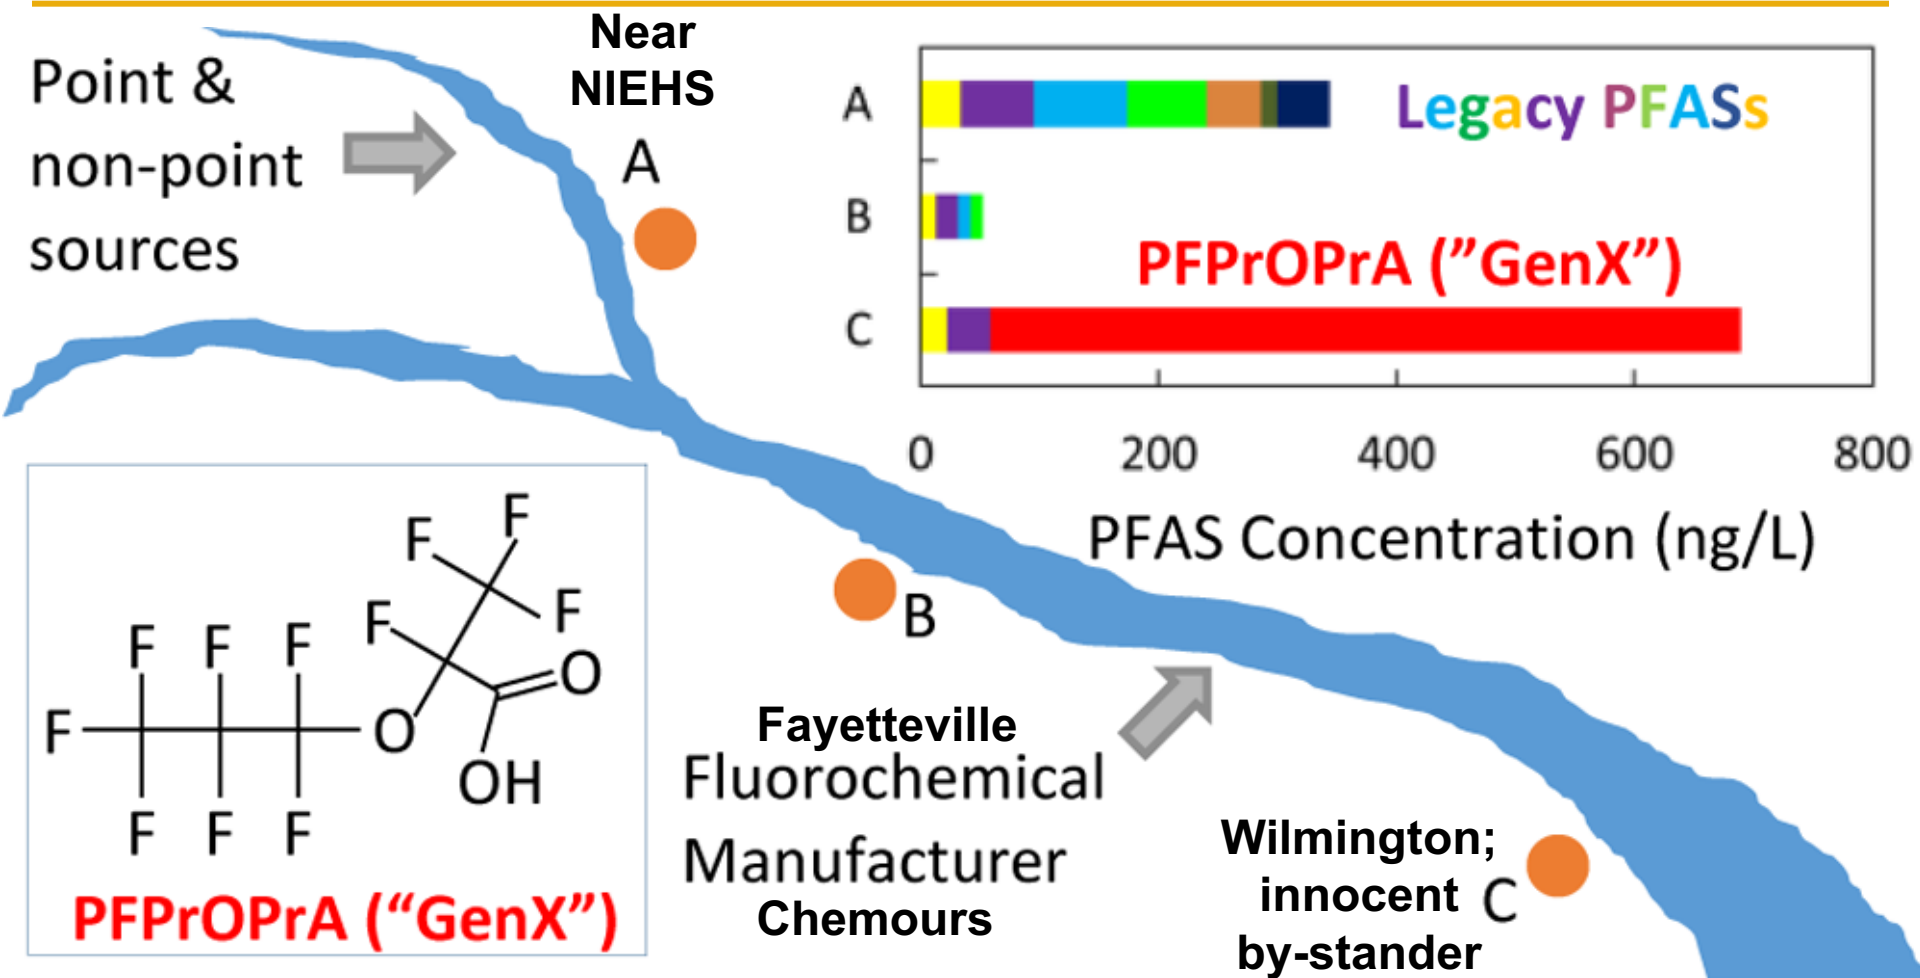 Near
NIEHS
Point &
non-point
sources
A
A
B
C
Legacy PFASs
PFPrOPrA (”GenX”)
0 200 400 600 800
PFAS Concentration (ng/L)
B
F F
F F
F F F
F O O
OH
F F F
PFPrOPrA (“GenX”)
Fayetteville
Fluorochemical
Manufacturer
Chemours
Wilmington;
innocent
by-stander
C